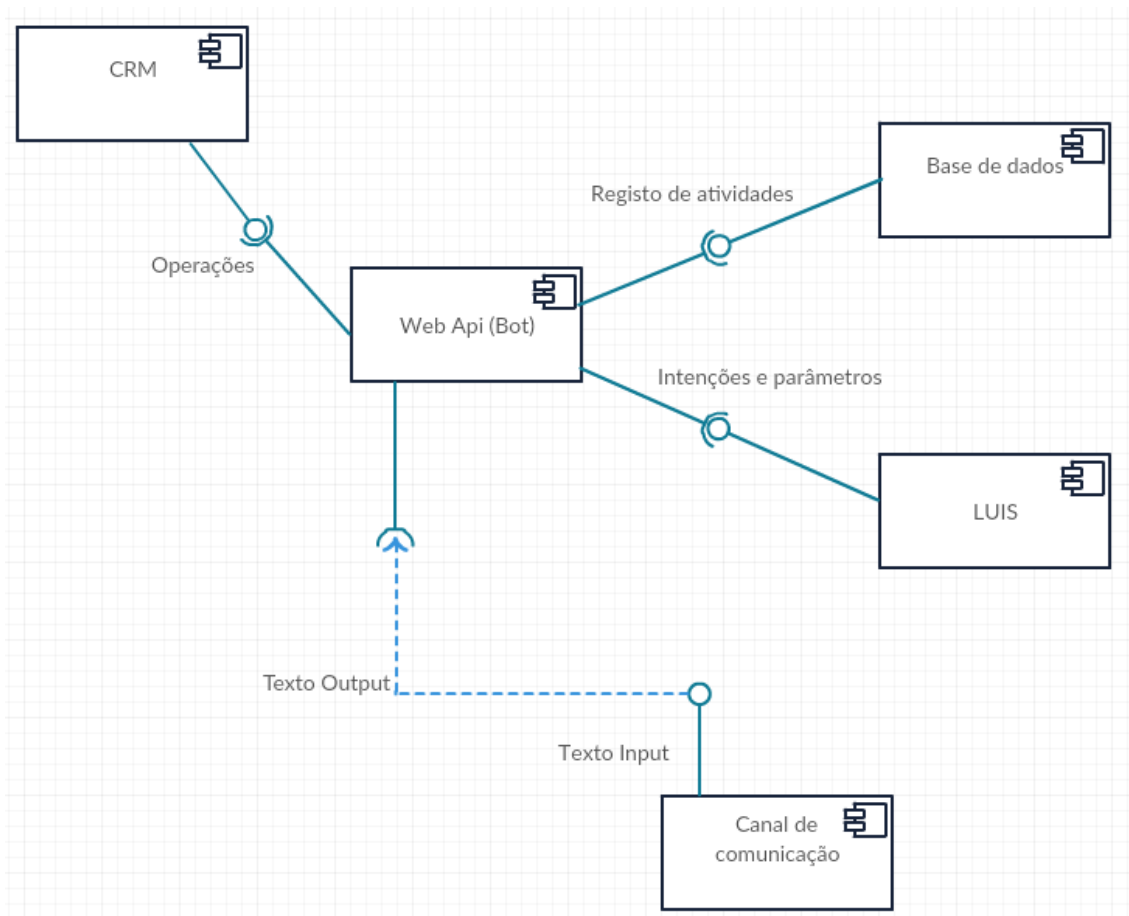 CRM
Base de dados
Registo de atividades
Operações
Web Api (Bot)
Intenções e parâmetros
LUIS
Texto Output
Texto Input
Canal de
comunicação